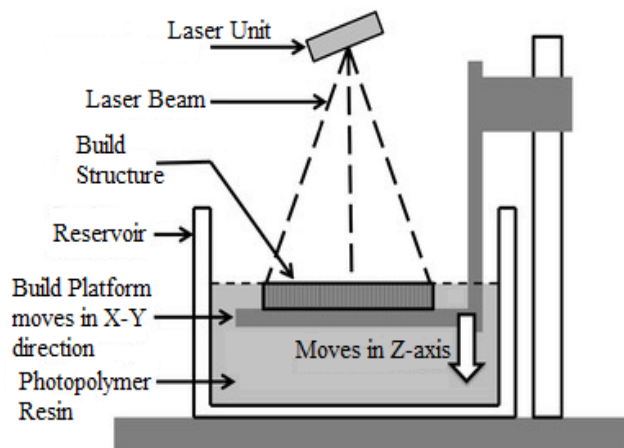 Laser Unit
Laser Beam
Build
Structure
Reservoir
Build Platform
moves in X-Y
direction
Moves in Z-axis
Photopolymer
Resin